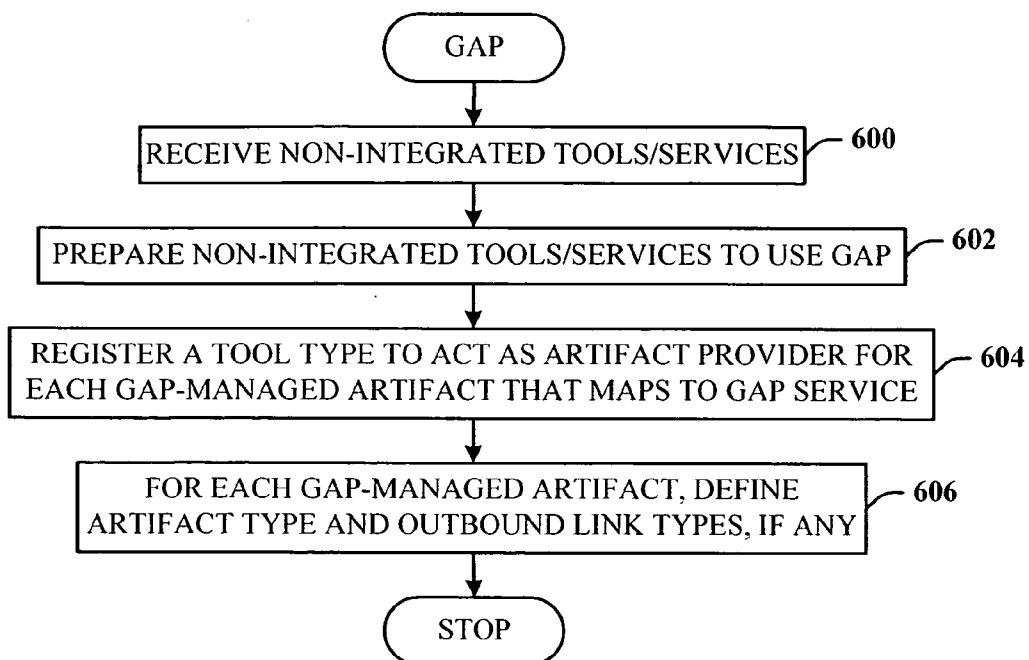 GAP
RECEIVE NON-INTEGRATED TOOLS/SERVICES
600
PREPARE NON-INTEGRATED TOOLS/SERVICES TO USE GAP
602
REGISTER A TOOL TYPE TO ACT AS ARTIFACT PROVIDER FOR
EACH GAP-MANAGED ARTIFACT THAT MAPS TO GAP SERVICE
604
FOR EACH GAP-MANAGED ARTIFACT, DEFINE
ARTIFACT TYPE AND OUTBOUND LINK TYPES, IF ANY
606
STOP